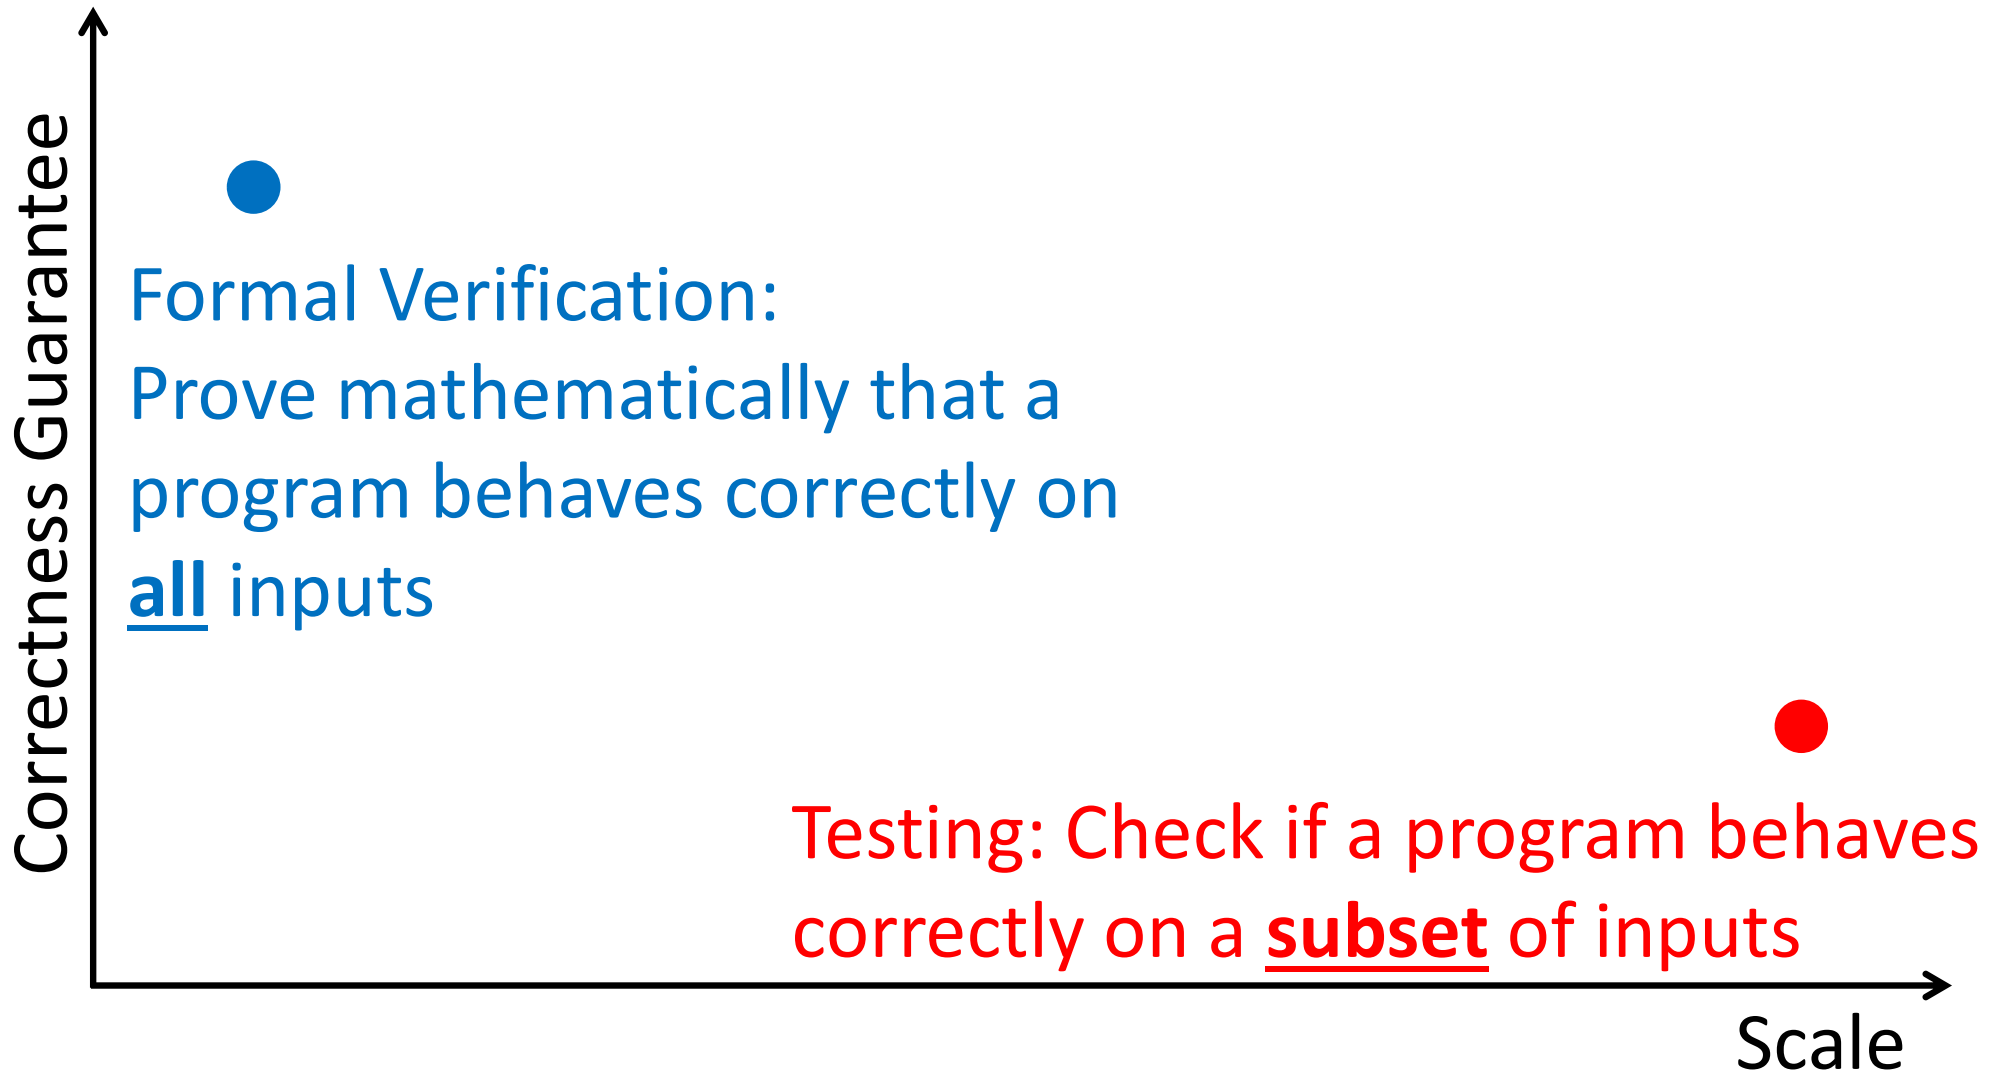 Correctness Guarantee
Formal Verification:
Prove mathematically that a
program behaves correctly on
all inputs
Testing: Check if a program behaves
correctly on a subset of inputs
Scale